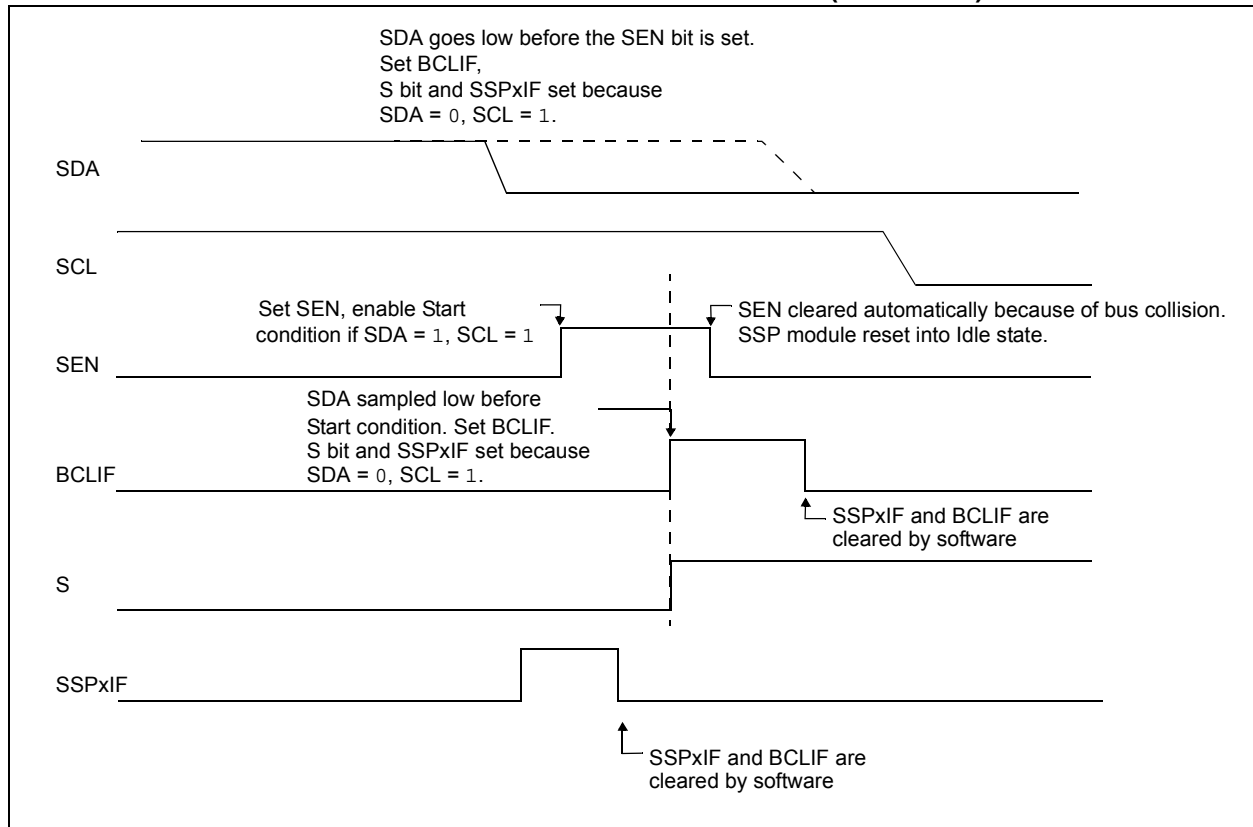 SDA goes low before the SEN bit is set.
Set BCLIF,
S bit and SSPxIF set because
SDA = 0, SCL = 1.
SDA
SCL
Set SEN, enable Start
condition if SDA = 1, SCL = 1
SEN cleared automatically because of bus collision.
SSP module reset into Idle state.
SEN
SDA sampled low before
Start condition. Set BCLIF.
S bit and SSPxIF set because
SDA = 0, SCL = 1.
BCLIF
SSPxIF and BCLIF are
cleared by software
S
SSPxIF
SSPxIF and BCLIF are
cleared by software